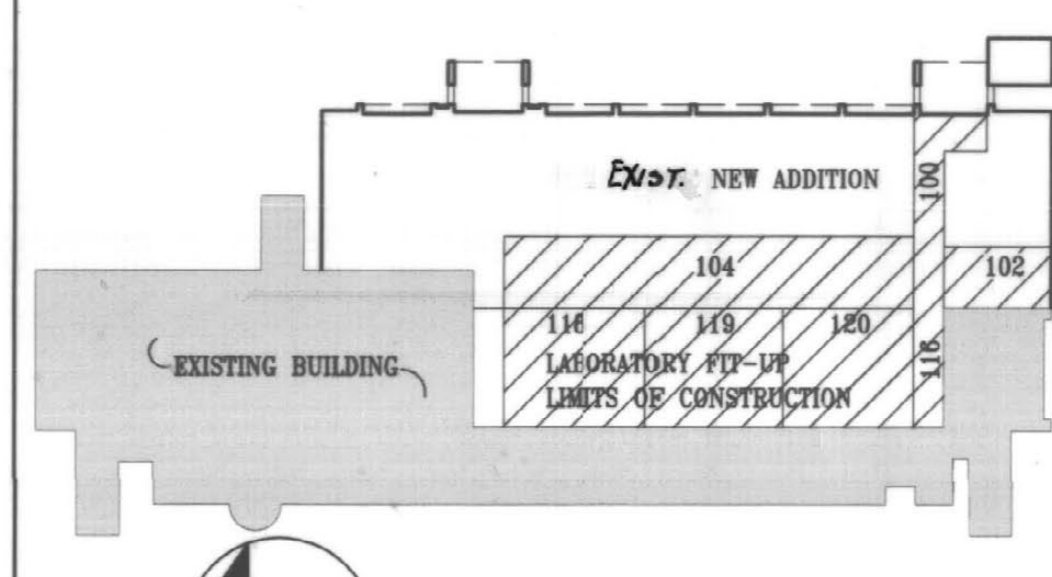 EXIST. NEW ADDITION
100
104
102
118 119 120
116
LABORATORY FIT-UP
LIMITS OF CONSTRUCTION
EXISTING BUILDING